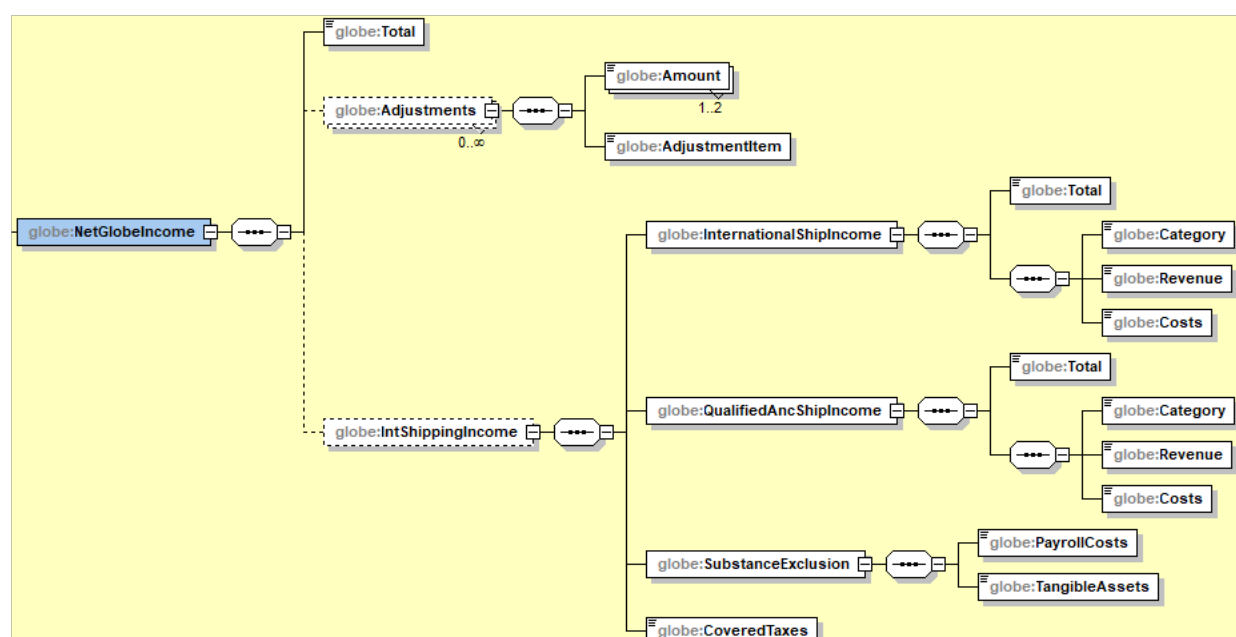 globe:Total
globe:Amount
1..2
globe:Adjustments
0..∞
globe:AdjustmentItem
globe:NetGlobeIncome
globe:Total
globe:InternationalShipIncome
globe:Category
globe:Revenue
globe:Costs
globe:Total
globe:QualifiedAncShipIncome
globe:Category
globe:IntShippingIncome
globe:Revenue
globe:Costs
globe:PayrollCosts
globe:SubstanceExclusion
globe:TangibleAssets
globe:CoveredTaxes